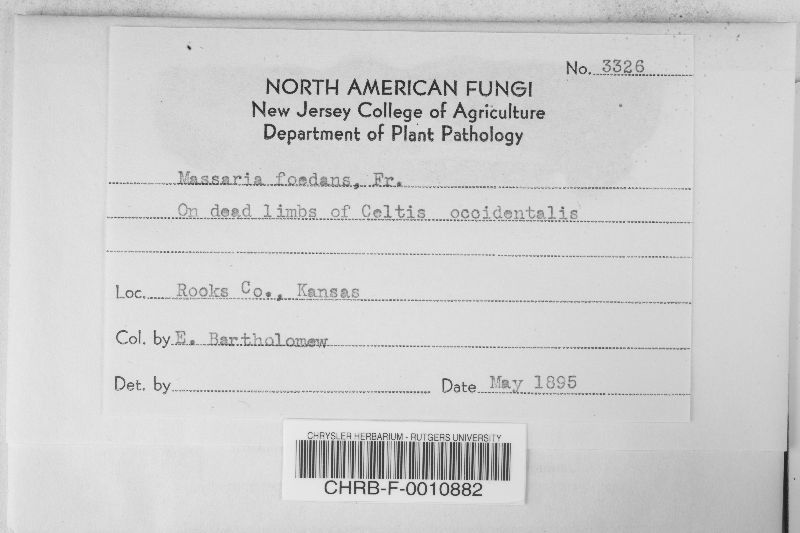 No. 3326
NORTH AMERICAN FUNGI
New Jersey College of Agriculture
Department of Plant Pathology
Massaria foedans, Fr.
On dead limbs of Celtis occidentalis
Loc. Rooks Co., Kansas
Col. by E. Bartholomew
Det. by Date May 1895
CHRYSLER HERBARIUM - RUTGERS UNIVERSITY
CHRB-F-0010882